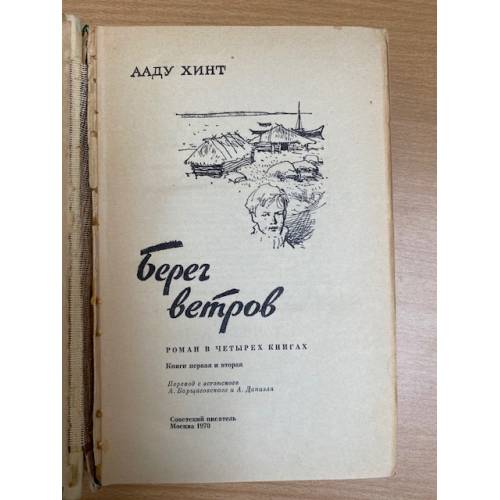 ААДУ ХИНТ
Берег
ветров
РОМАН В ЧЕТЫРЕХ КНИГАХ
Книги первая и вторая
Перевод с эстонского
А. Борщаговского и А. Даниэля
Советский писатель
Москва 1970